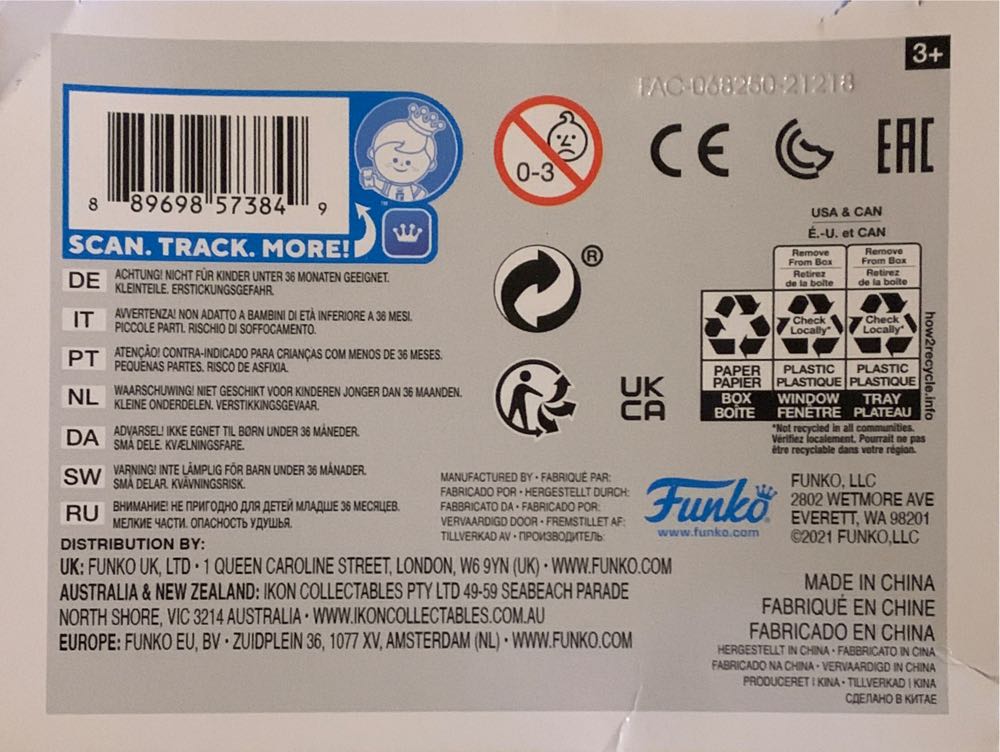 3+
FAC-068260-21218
8 89698 57384 9
SCAN. TRACK. MORE!
™
0-3
CE
EAC
DE ACHTUNG! NICHT FÜR KINDER UNTER 36 MONATEN GEEIGNET.
KLEINTEILE. ERSTICKUNGSGEFAHR.
IT AVVERTENZA! NON ADATTO A BAMBINI DI ETÀ INFERIORE A 36 MESI.
PICCOLE PARTI. RISCHIO DI SOFFOCAMENTO.
PT ATENÇÃO! CONTRA-INDICADO PARA CRIANÇAS COM MENOS DE 36 MESES.
PEQUENAS PARTES. RISCO DE ASFIXIA.
NL WAARSCHUWING! NIET GESCHIKT VOOR KINDEREN JONGER DAN 36 MAANDEN.
KLEINE ONDERDELEN. VERSTIKKINGSGEVAAR.
DA ADVARSEL! IKKE EGNET TIL BØRN UNDER 36 MÅNEDER.
SMÅ DELE. KVÆLNINGSFARE.
SW VARNING! INTE LÄMPLIG FÖR BARN UNDER 36 MÅNADER.
SMÅ DELAR. KVÄVNINGSRISK.
RU ВНИМАНИЕ! НЕ ПРИГОДНО ДЛЯ ДЕТЕЙ МЛАДШЕ 36 МЕСЯЦЕВ.
МЕЛКИЕ ЧАСТИ. ОПАСНОСТЬ УДУШЬЯ.
®
UK
CA
USA & CAN
É.-U. et CAN
Remove From Box Retirez de la boîte
Remove From Box Retirez de la boîte
Check Locally*
Check Locally*
PAPER PAPIER
PLASTIC PLASTIQUE
PLASTIC PLASTIQUE
BOX BOÎTE
WINDOW FENÊTRE
TRAY PLATEAU
how2recycle.info
*Not recycled in all communities.
Vérifiez localement. Pourrait ne pas
être recyclable dans votre région.
MANUFACTURED BY • FABRIQUÉ PAR:
FABRICADO POR • HERGESTELLT DURCH:
FABBRICATO DA • FABRICADO POR:
VERVAARDIGD DOOR • FREMSTILLET AF:
TILLVERKAD AV • ПРОИЗВОДИТЕЛЬ:
Funko®
www.funko.com
FUNKO, LLC
2802 WETMORE AVE
EVERETT, WA 98201
©2021 FUNKO,LLC
DISTRIBUTION BY:
UK: FUNKO UK, LTD • 1 QUEEN CAROLINE STREET, LONDON, W6 9YN (UK) • WWW.FUNKO.COM
AUSTRALIA & NEW ZEALAND: IKON COLLECTABLES PTY LTD 49-59 SEABEACH PARADE
NORTH SHORE, VIC 3214 AUSTRALIA • WWW.IKONCOLLECTABLES.COM.AU
EUROPE: FUNKO EU, BV • ZUIDPLEIN 36, 1077 XV, AMSTERDAM (NL) • WWW.FUNKO.COM
MADE IN CHINA
FABRIQUÉ EN CHINE
FABRICADO EN CHINA
HERGESTELLT IN CHINA • FABBRICATO IN CINA
FABRICADO NA CHINA • VERVAARDIGD IN CHINA
PRODUCERET I KINA • TILLVERKAD I KINA
СДЕЛАНО В КИТАЕ